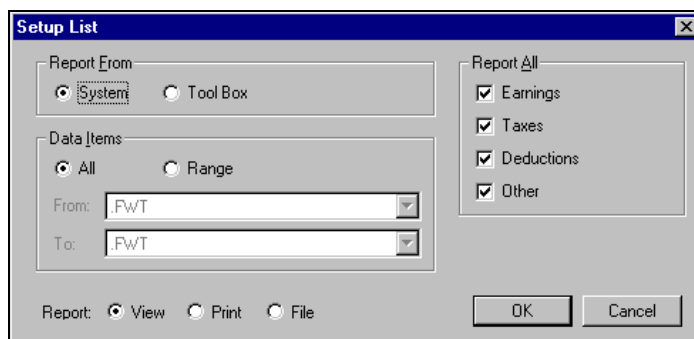 Setup List
Report From
System Tool Box
Data Items
All Range
From: .FWT
To: .FWT
Report All
Earnings
Taxes
Deductions
Other
Report: View Print File
OK Cancel